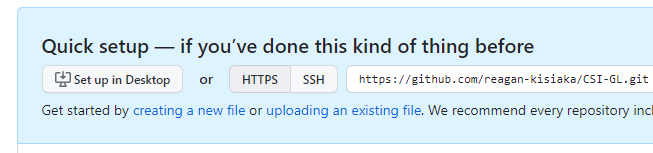 Quick setup — if you’ve done this kind of thing before
Set up in Desktop or HTTPS SSH https://github.com/reagan-kisiaka/CSI-GL.git
Get started by creating a new file or uploading an existing file. We recommend every repository